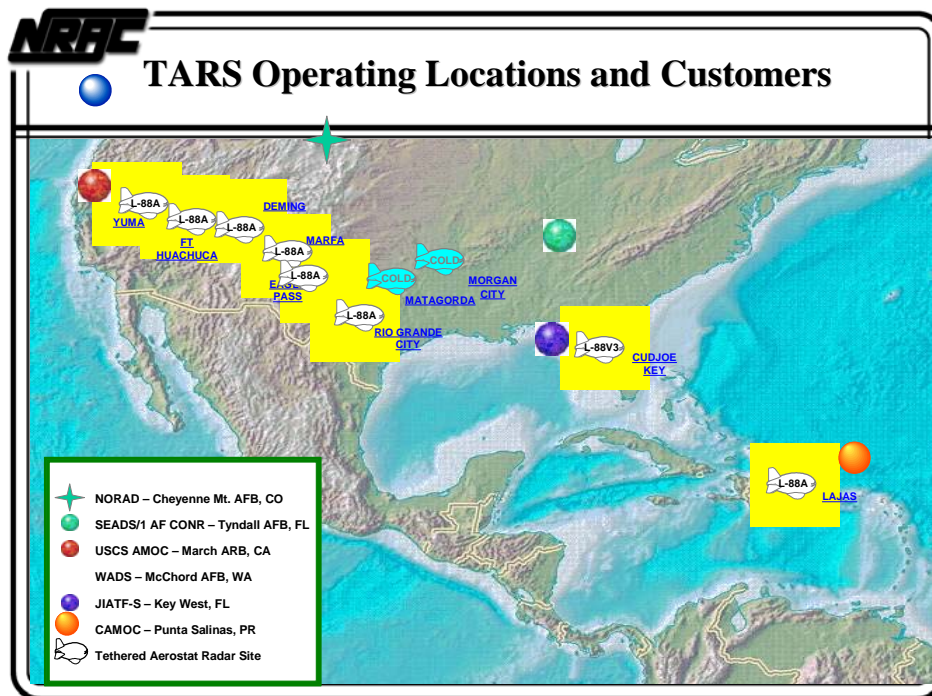 NRAC
TARS Operating Locations and Customers
L-88A
YUMA
L-88A
FT
HUACHUCA
L-88A
DEMING
L-88A
MARFA
L-88A
PASS
COLD
MATAGORDA
COLD
MORGAN
CITY
L-88A
RIO GRANDE
CITY
L-88V3
CUDJOE
KEY
L-88A
LAJAS
NORAD – Cheyenne Mt. AFB, CO
SEADS/1 AF CONR – Tyndall AFB, FL
USCS AMOC – March ARB, CA
WADS – McChord AFB, WA
JIATF-S – Key West, FL
CAMOC – Punta Salinas, PR
Tethered Aerostat Radar Site